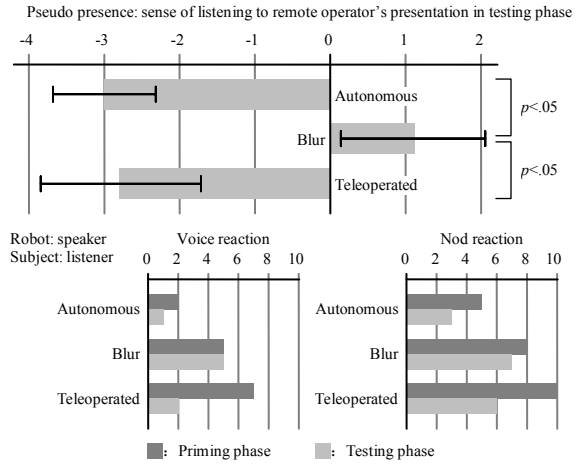 Pseudo presence: sense of listening to remote operator's presentation in testing phase
-4 -3 -2 -1 0 1 2
Autonomous
p<.05
Blur
p<.05
Teleoperated
Robot: speaker
Subject: listener
Voice reaction
0 2 4 6 8 10
Autonomous
Blur
Teleoperated
Nod reaction
0 2 4 6 8 10
Autonomous
Blur
Teleoperated
: Priming phase : Testing phase